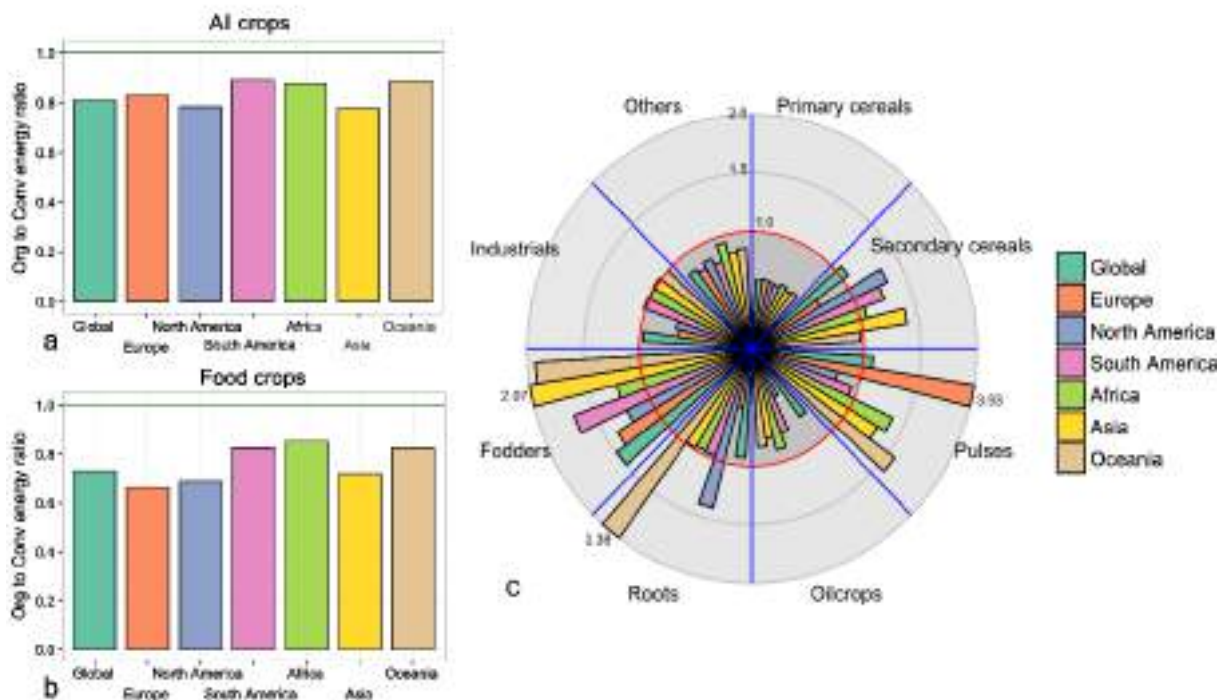 All crops
Org to Conv energy ratio
1.0
0.8
0.6
0.4
0.2
0.0
Global
Europe
North America
South America
Africa
Asia
Oceania
a
Food crops
Org to Conv energy ratio
1.0
0.8
0.6
0.4
0.2
0.0
Global
Europe
North America
South America
Africa
Asia
Oceania
b
Others
Primary cereals
2.0
1.5
1.0
Industrials
Secondary cereals
2.07
3.93
Fodders
Pulses
Roots
Oilcrops
c
Global
Europe
North America
South America
Africa
Asia
Oceania